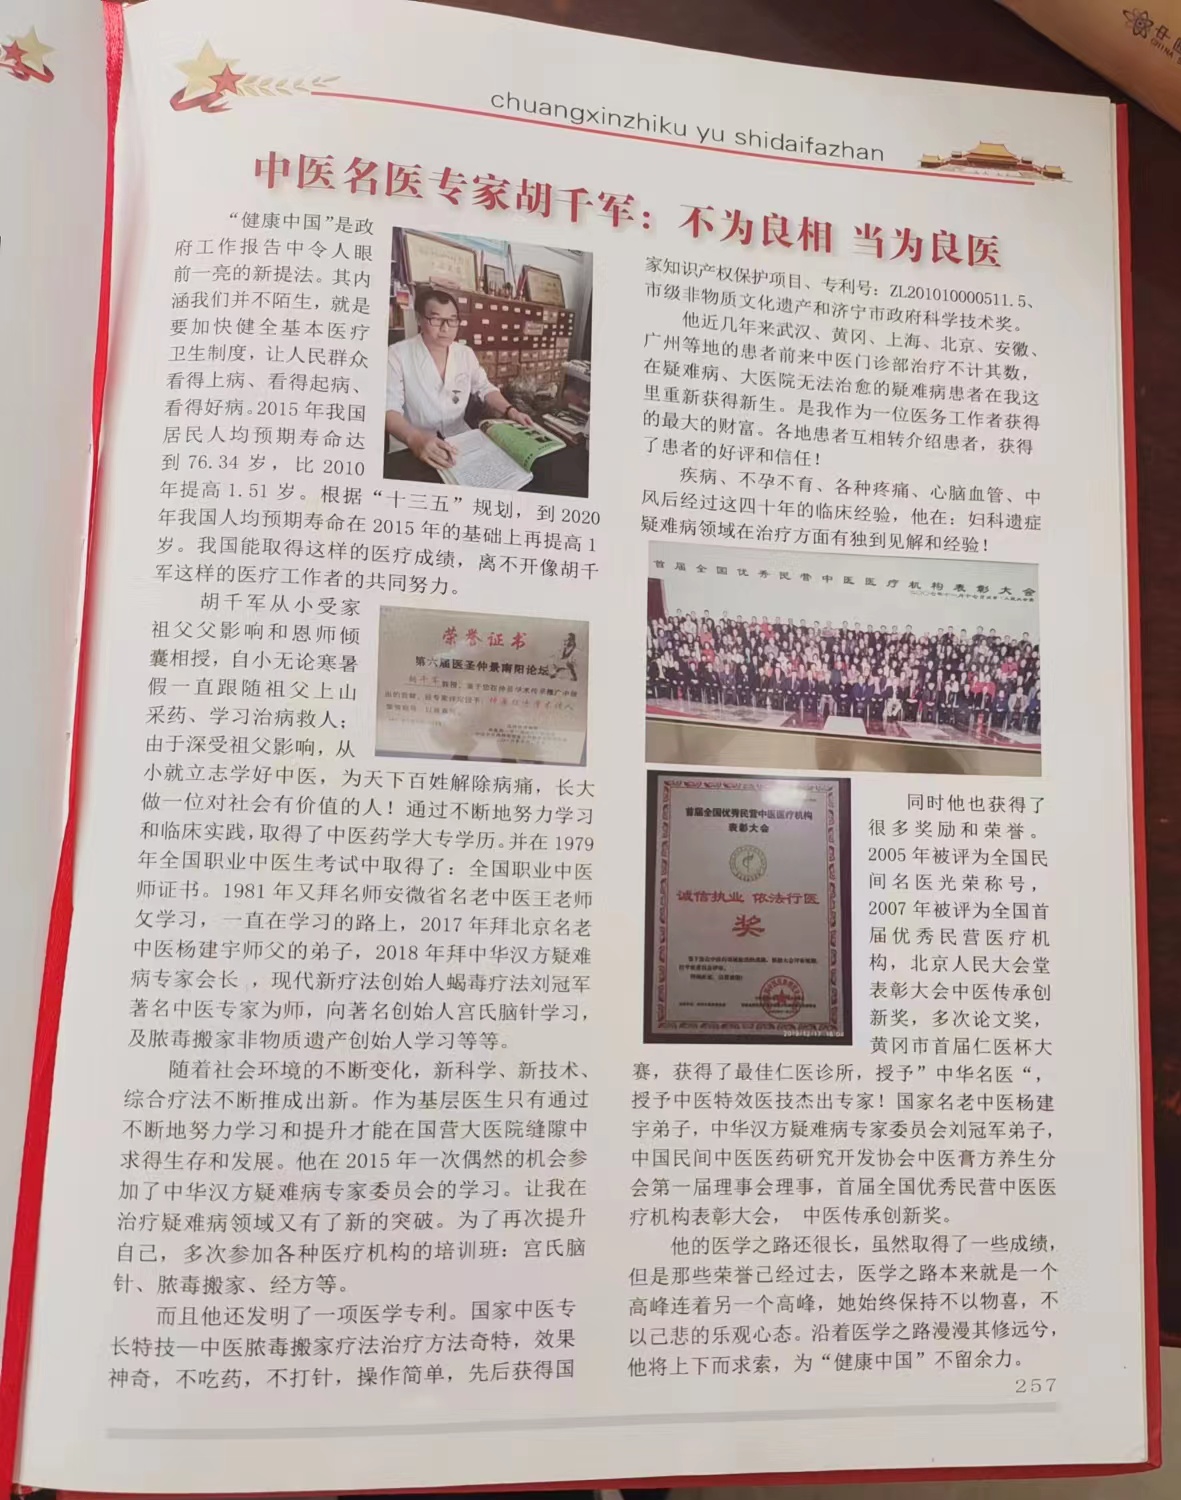 chuangxinzhiku yu shidaifazhan
中医名医专家胡千军：不为良相 当为良医
“健康中国”是政
府工作报告中令人眼
前一亮的新提法。其内
涵我们并不陌生，就是
要加快健全基本医疗
卫生制度，让人民群众
看得上病、看得起病、
看得好病。2015 年我国
居民人均预期寿命达
到 76.34 岁，比 2010
年提高 1.51 岁。根据“十三五”规划，到 2020
年我国人均预期寿命在 2015 年的基础上再提高 1
岁。我国能取得这样的医疗成绩，离不开像胡千
军这样的医疗工作者的共同努力。
胡千军从小受家
祖父父影响和恩师倾
囊相授，自小无论寒暑
假一直跟随祖父上山
采药、学习治病救人；
由于深受祖父影响，从
小就立志学好中医，为天下百姓解除病痛，长大
做一位对社会有价值的人！通过不断地努力学习
和临床实践，取得了中医药学大专学历。并在 1979
年全国职业中医生考试中取得了：全国职业中医
师证书。1981 年又拜名师安微省名老中医王老师
攵学习，一直在学习的路上，2017 年拜北京名老
中医杨建宇师父的弟子，2018 年拜中华汉方疑难
病专家会长 ，现代新疗法创始人蝎毒疗法刘冠军
著名中医专家为师，向著名创始人宫氏脑针学习，
及脓毒搬家非物质遗产创始人学习等等。
随着社会环境的不断变化，新科学、新技术、
综合疗法不断推成出新。作为基层医生只有通过
不断地努力学习和提升才能在国营大医院缝隙中
求得生存和发展。他在 2015 年一次偶然的机会参
加了中华汉方疑难病专家委员会的学习。让我在
治疗疑难病领域又有了新的突破。为了再次提升
自己，多次参加各种医疗机构的培训班：宫氏脑
针、脓毒搬家、经方等。
而且他还发明了一项医学专利。国家中医专
长特技—中医脓毒搬家疗法治疗方法奇特，效果
神奇，不吃药，不打针，操作简单，先后获得国
荣誉证书
第六届医圣仲景南阳论坛
家知识产权保护项目、专利号：ZL201010000511.5、
市级非物质文化遗产和济宁市政府科学技术奖。
他近几年来武汉、黄冈、上海、北京、安徽、
广州等地的患者前来中医门诊部治疗不计其数，
在疑难病、大医院无法治愈的疑难病患者在我这
里重新获得新生。是我作为一位医务工作者获得
的最大的财富。各地患者互相转介绍患者，获得
了患者的好评和信任！
疾病、不孕不育、各种疼痛、心脑血管、中
风后经过这四十年的临床经验，他在：妇科遗症
疑难病领域在治疗方面有独到见解和经验！
首届全国优秀民营中医医疗机构表彰大会
首届全国优秀民营中医医疗机构
表彰大会
诚信执业 依法行医
奖
同时他也获得了
很多奖励和荣誉。
2005 年被评为全国民
间名医光荣称号，
2007 年被评为全国首
届优秀民营医疗机
构，北京人民大会堂
表彰大会中医传承创
新奖，多次论文奖，
黄冈市首届仁医杯大
赛，获得了最佳仁医诊所，授予”中华名医“，
授予中医特效医技杰出专家！国家名老中医杨建
宇弟子，中华汉方疑难病专家委员会刘冠军弟子，
中国民间中医医药研究开发协会中医膏方养生分
会第一届理事会理事，首届全国优秀民营中医医
疗机构表彰大会， 中医传承创新奖。
他的医学之路还很长，虽然取得了一些成绩，
但是那些荣誉己经过去，医学之路本来就是一个
高峰连着另一个高峰，她始终保持不以物喜，不
以己悲的乐观心态。沿着医学之路漫漫其修远兮，
他将上下而求索，为“健康中国”不留余力。
257